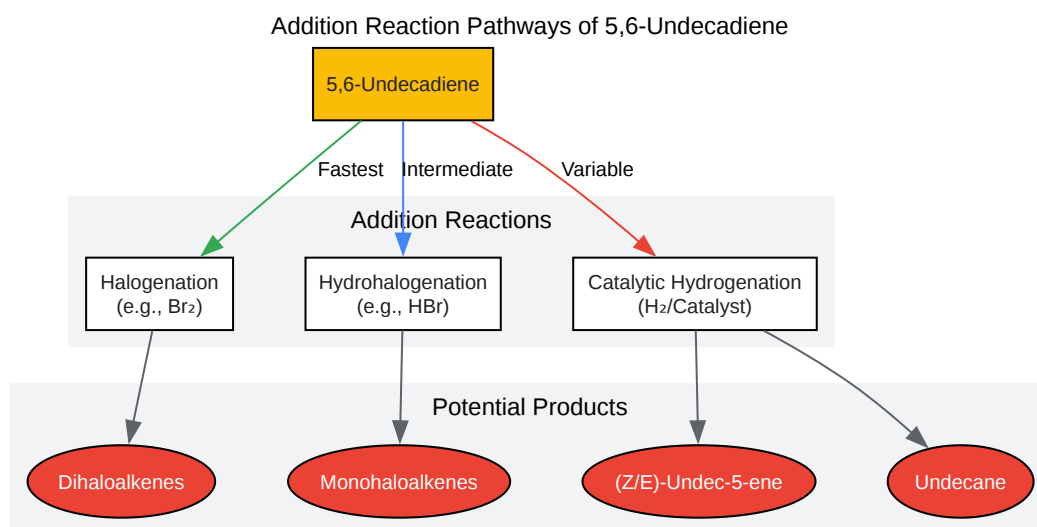 Addition Reaction Pathways of 5,6-Undecadiene
5,6-Undecadiene
Fastest
Intermediate
Variable
Addition Reactions
Halogenation
(e.g., Br₂)
Hydrohalogenation
(e.g., HBr)
Catalytic Hydrogenation
(H₂/Catalyst)
Potential Products
Dihaloalkenes
Monohaloalkenes
(Z/E)-Undec-5-ene
Undecane